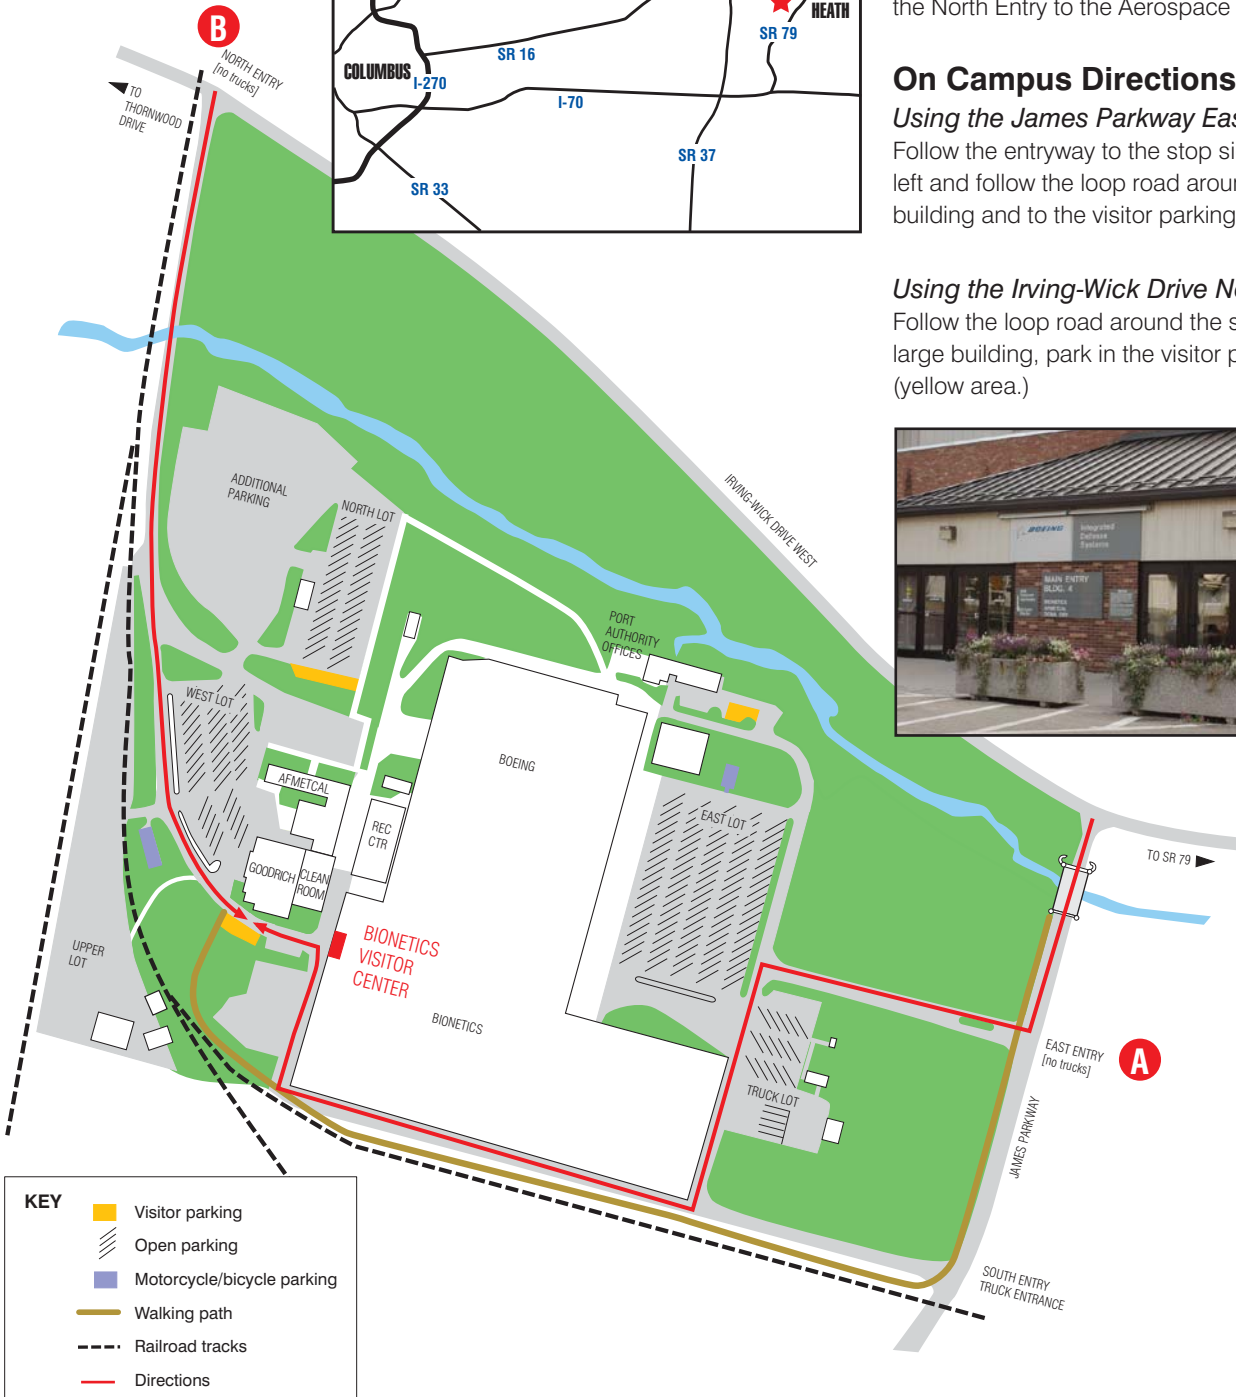 the North Entry to the Aerospace
On Campus Directions
Using the James Parkway Eas
Follow the entryway to the stop si
left and follow the loop road aroun
building and to the visitor parking
Using the Irving-Wick Drive No
Follow the loop road around the s
large building, park in the visitor p
(yellow area.)
HEATH
SR 79
SR 16
COLUMBUS
I-270
I-70
SR 37
SR 33
B
NORTH ENTRY
[no trucks]
TO
THORNWOOD
DRIVE
IRVING-WICK DRIVE WEST
ADDITIONAL
PARKING
NORTH LOT
PORT
AUTHORITY
OFFICES
WEST LOT
BOEING
AFMETCAL
REC
CTR
EAST LOT
GOODRICH
CLEAN
ROOM
TO SR 79
UPPER
LOT
BIONETICS
VISITOR
CENTER
BIONETICS
TRUCK LOT
EAST ENTRY
[no trucks]
A
JAMES PARKWAY
SOUTH ENTRY
TRUCK ENTRANCE
BOEING
Integrated
Defense
Systems
MAIN ENTRY
BLDG. 4
KEY
Visitor parking
Open parking
Motorcycle/bicycle parking
Walking path
Railroad tracks
Directions